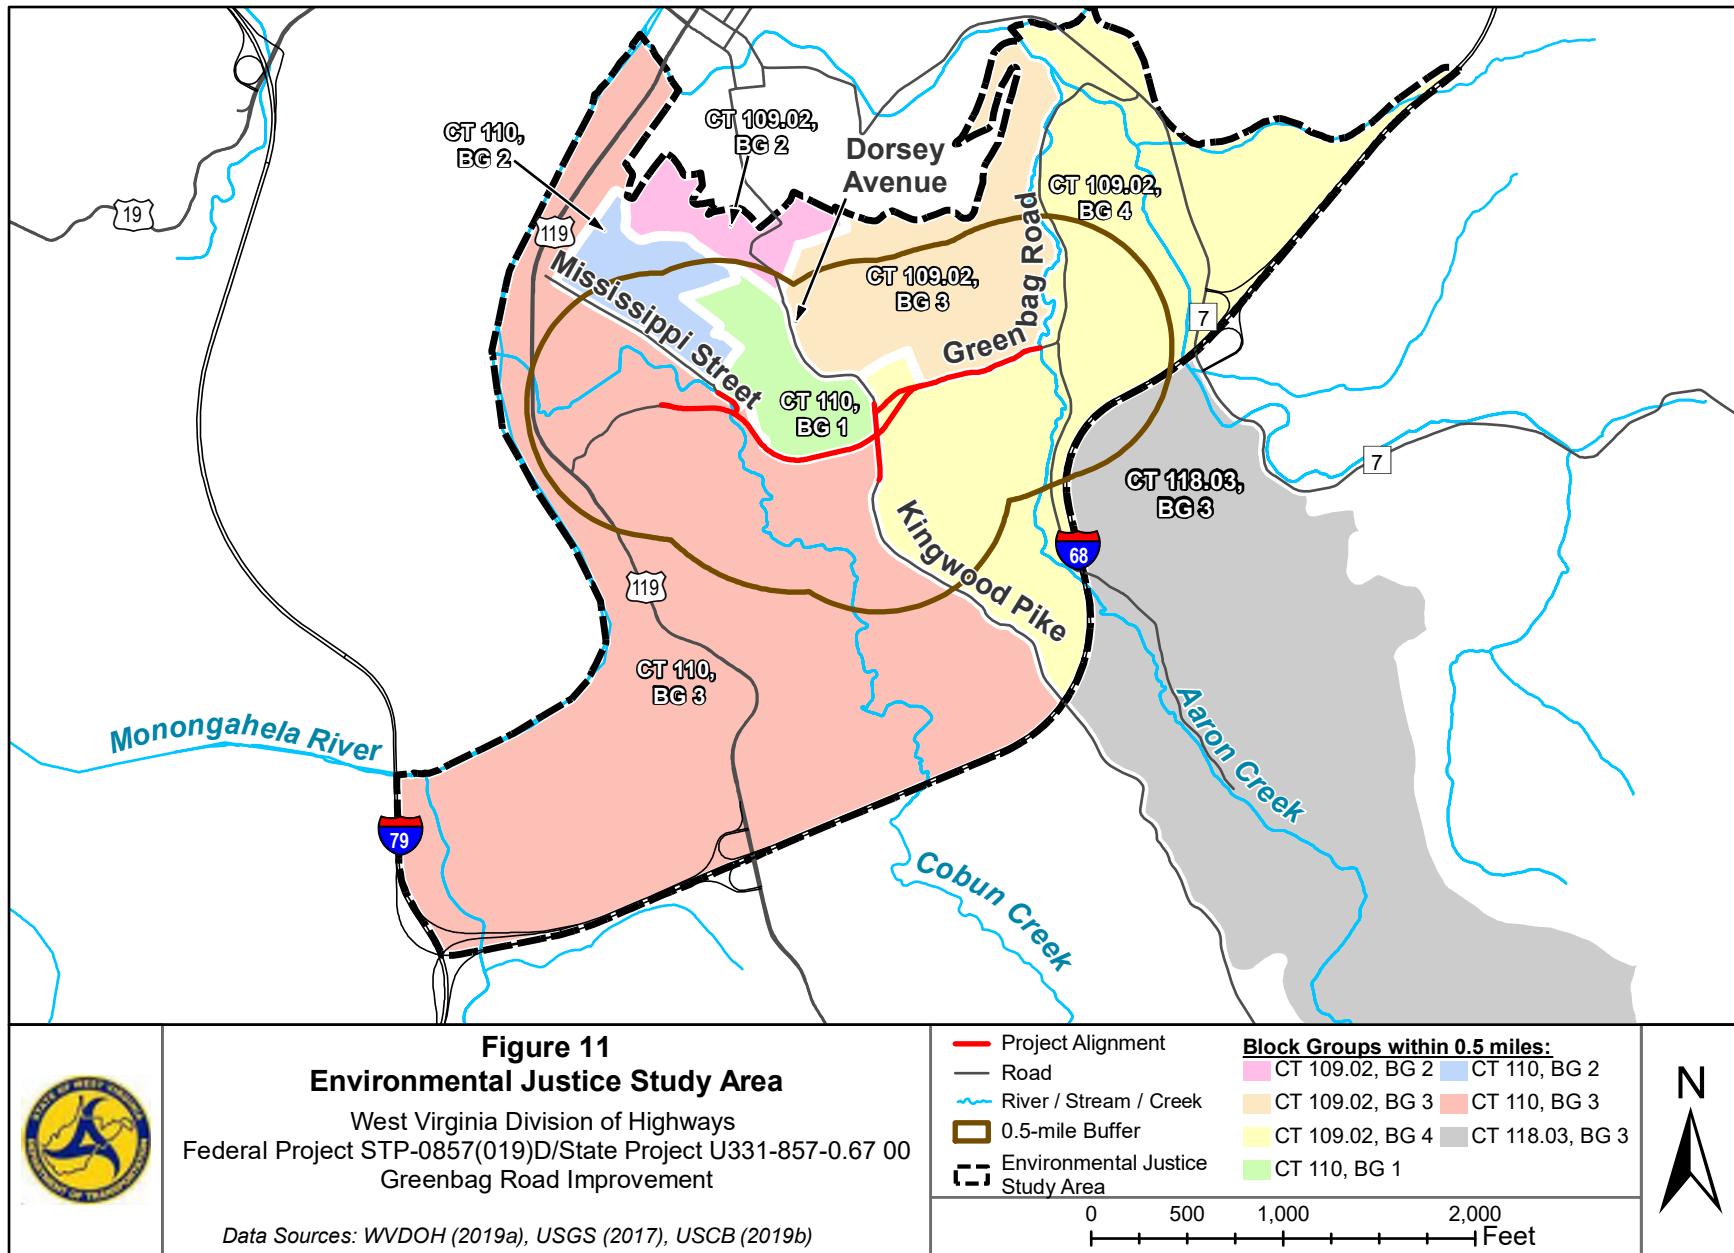 CT 110,
BG 2
CT 109.02,
BG 2
Dorsey
Avenue
CT 109.02,
BG 4
19
119
Mississippi Street
CT 109.02,
BG 3
Greenbag Road
7
CT 110,
BG 1
7
CT 118.03,
BG 3
Kingwood Pike
68
119
CT 110,
BG 3
Monongahela River
Aaron Creek
79
Cobun Creek
Figure 11
Environmental Justice Study Area
West Virginia Division of Highways
Federal Project STP-0857(019)D/State Project U331-857-0.67 00
Greenbag Road Improvement
Data Sources: WVDOH (2019a), USGS (2017), USCB (2019b)
Project Alignment
Road
River / Stream / Creek
0.5-mile Buffer
Environmental Justice
Study Area
Block Groups within 0.5 miles:
CT 109.02, BG 2
CT 109.02, BG 3
CT 109.02, BG 4
CT 110, BG 1
CT 110, BG 2
CT 110, BG 3
CT 118.03, BG 3
0 500 1,000 2,000
Feet
N